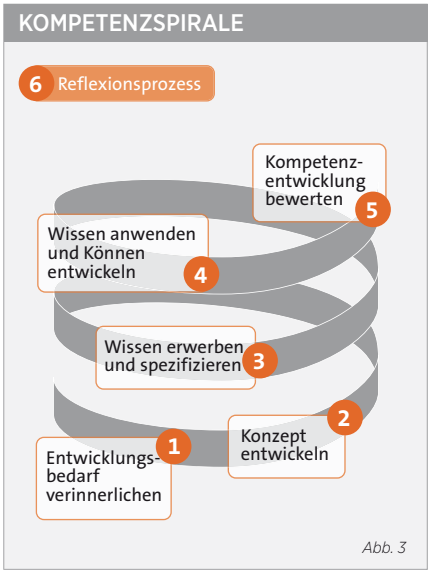 KOMPETENZSPIRALE
6 Reflexionsprozess
Kompetenz-
entwicklung
bewerten
5
Wissen anwenden
und Können
entwickeln
4
Wissen erwerben
und spezifizieren
3
2
Konzept
entwickeln
1
Entwicklungs-
bedarf
verinnerlichen
Abb. 3